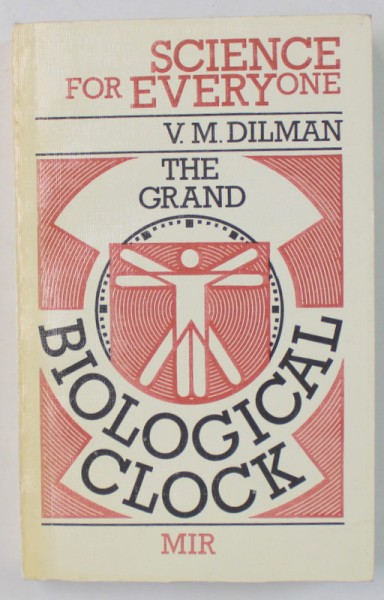 SCIENCE
FOR EVERYONE
V. M. DILMAN
THE
GRAND
BIOLOGICAL
CLOCK
MIR